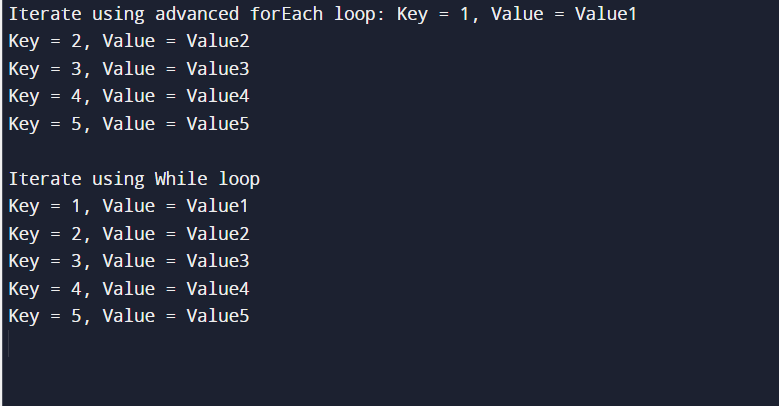 Iterate using advanced forEach loop: Key = 1, Value = Value1
Key = 2, Value = Value2
Key = 3, Value = Value3
Key = 4, Value = Value4
Key = 5, Value = Value5

Iterate using While loop
Key = 1, Value = Value1
Key = 2, Value = Value2
Key = 3, Value = Value3
Key = 4, Value = Value4
Key = 5, Value = Value5